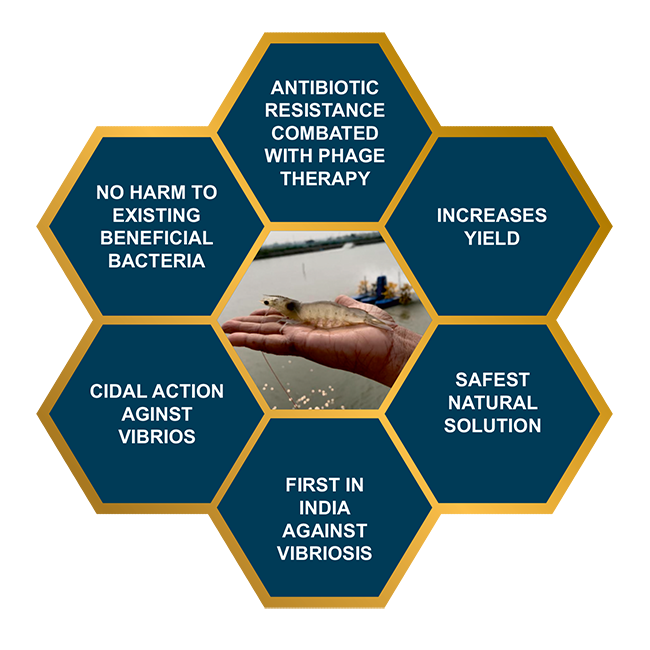 ANTIBIOTIC
RESISTANCE
COMBATED
WITH PHAGE
THERAPY
NO HARM TO
EXISTING
BENEFICIAL
BACTERIA
INCREASES
YIELD
CIDAL ACTION
AGINST
VIBRIOS
SAFEST
NATURAL
SOLUTION
FIRST IN
INDIA
AGAINST
VIBRIOSIS